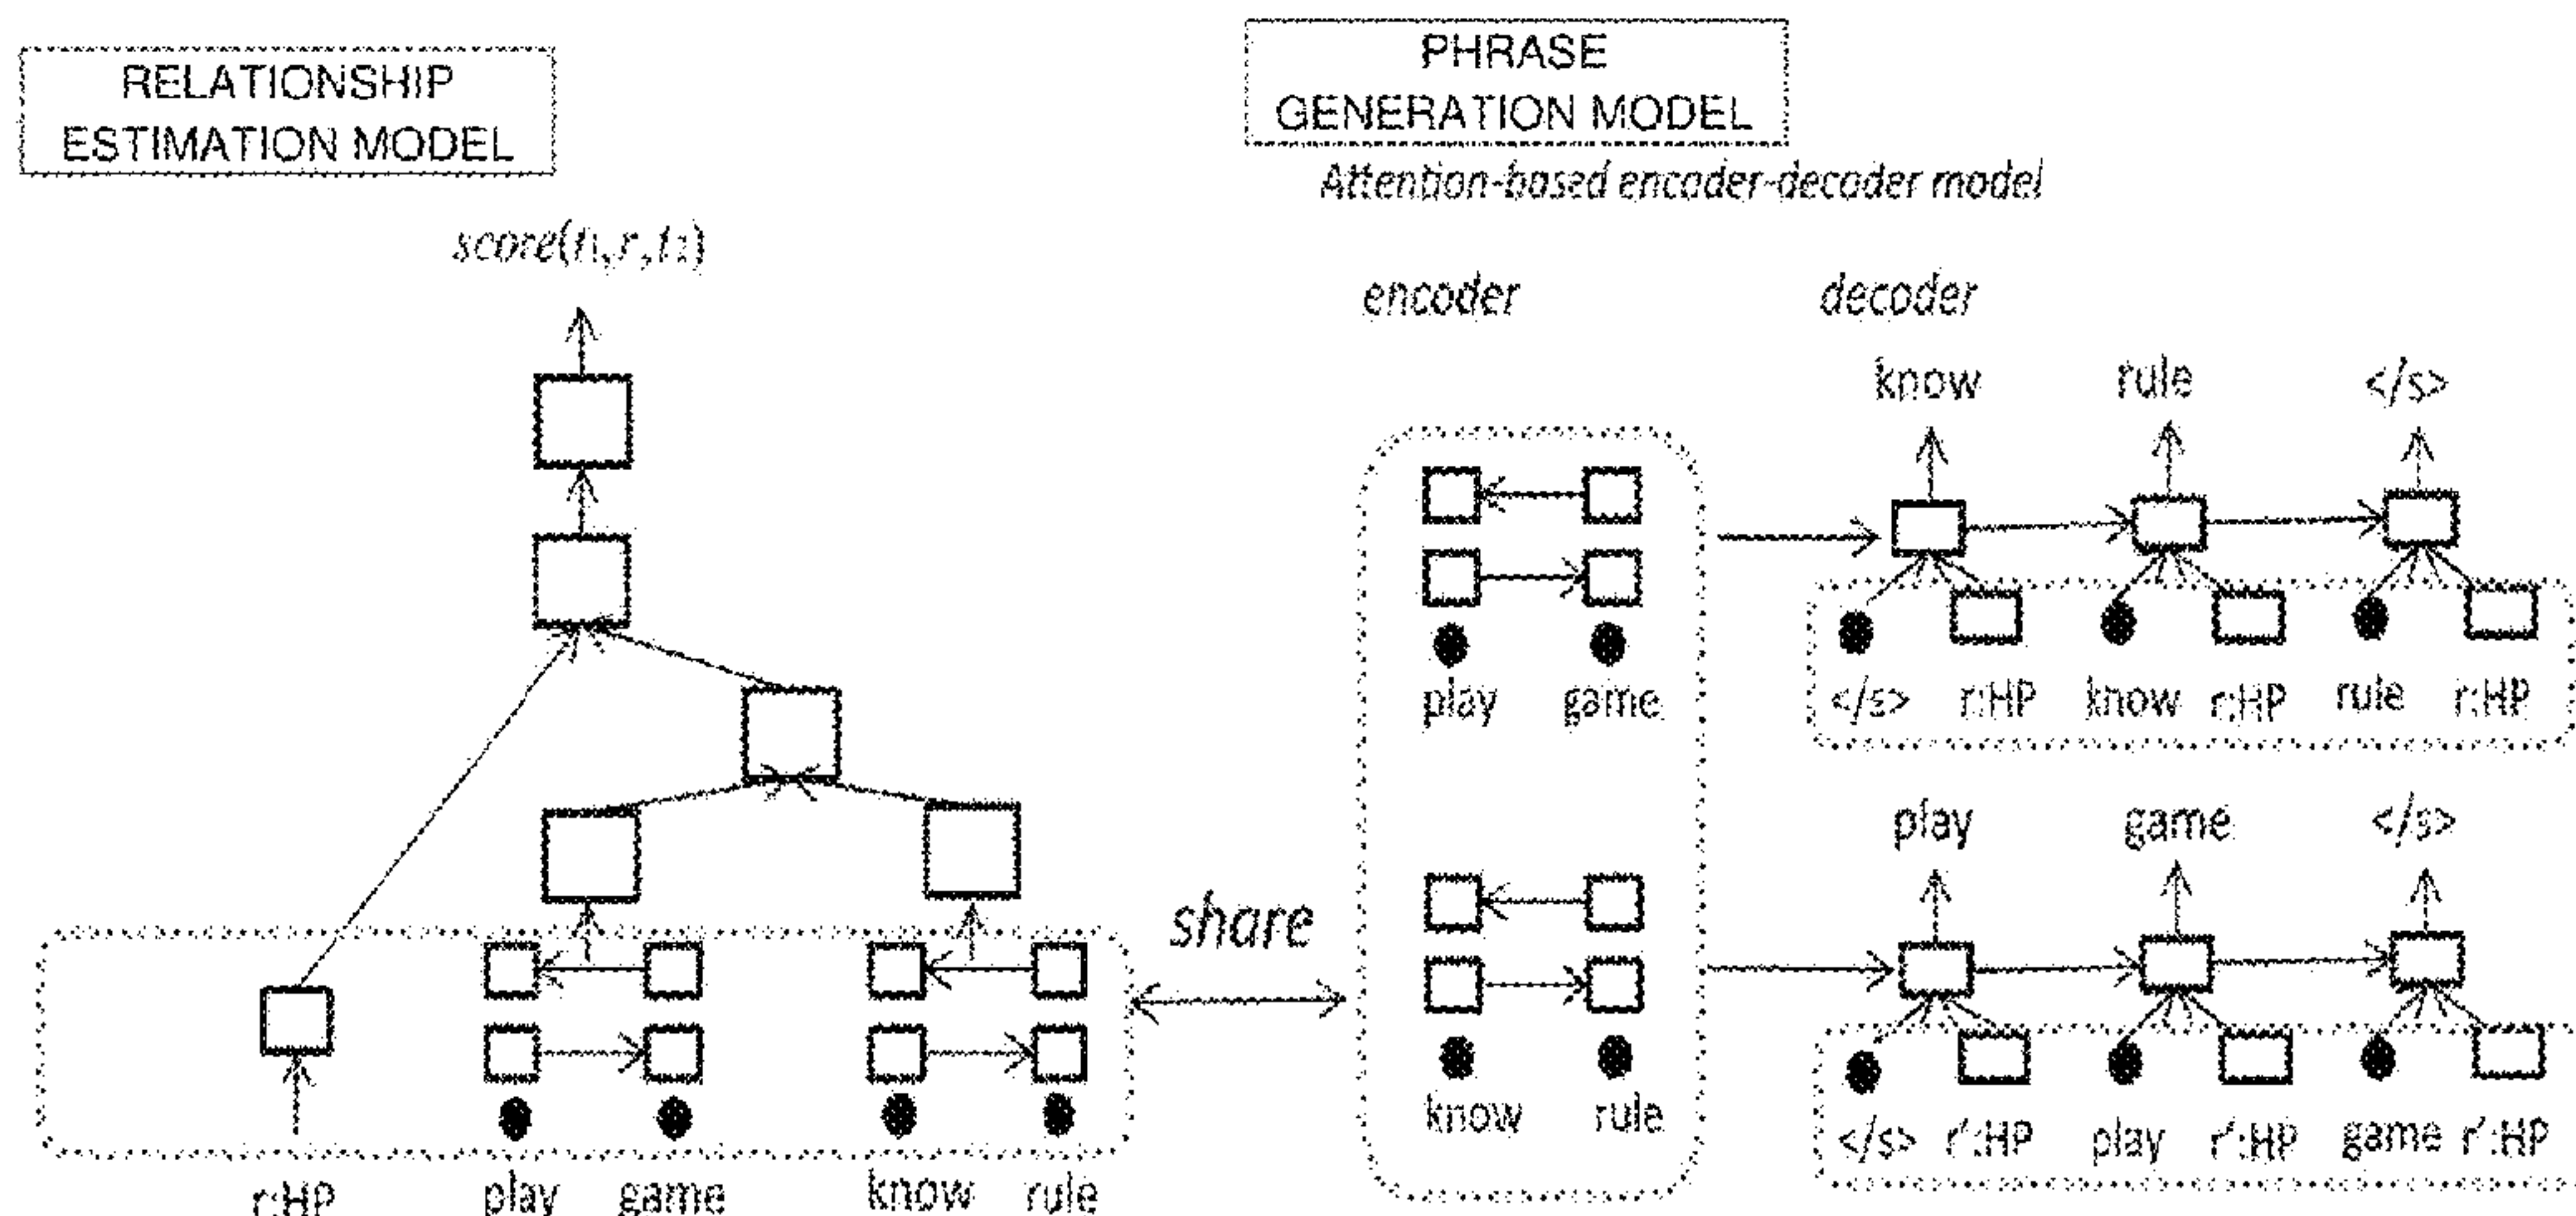 RELATIONSHIP
ESTIMATION MODEL
score(t1,r,t2)
r:HP play game know rule
share
PHRASE
GENERATION MODEL
Attention-based encoder-decoder model
encoder decoder
know rule </s>
play game
</s> r:HP know r:HP rule r:HP
play game </s>
know rule
</s> r':HP play r':HP game r':HP